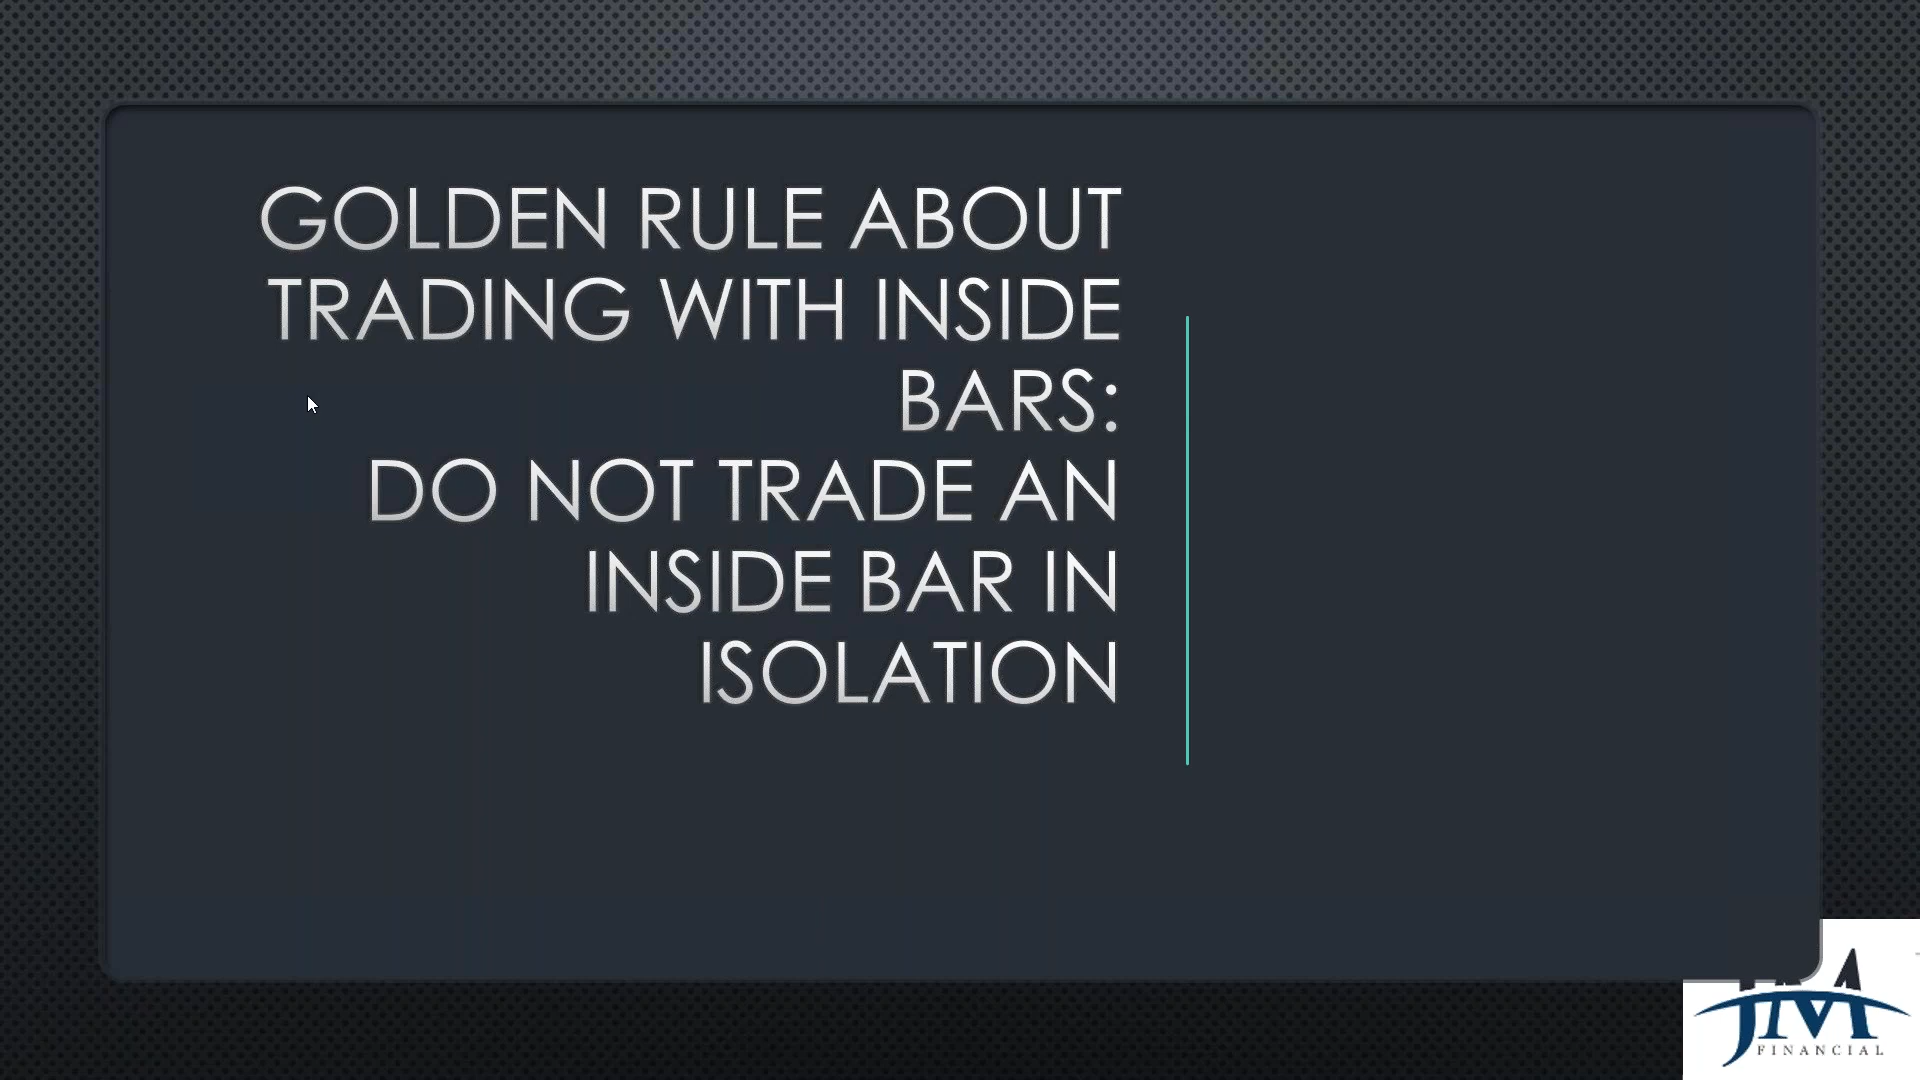 GOLDEN RULE ABOUT
TRADING WITH INSIDE
BARS:
DO NOT TRADE AN
INSIDE BAR IN
ISOLATION
JM
FINANCIAL